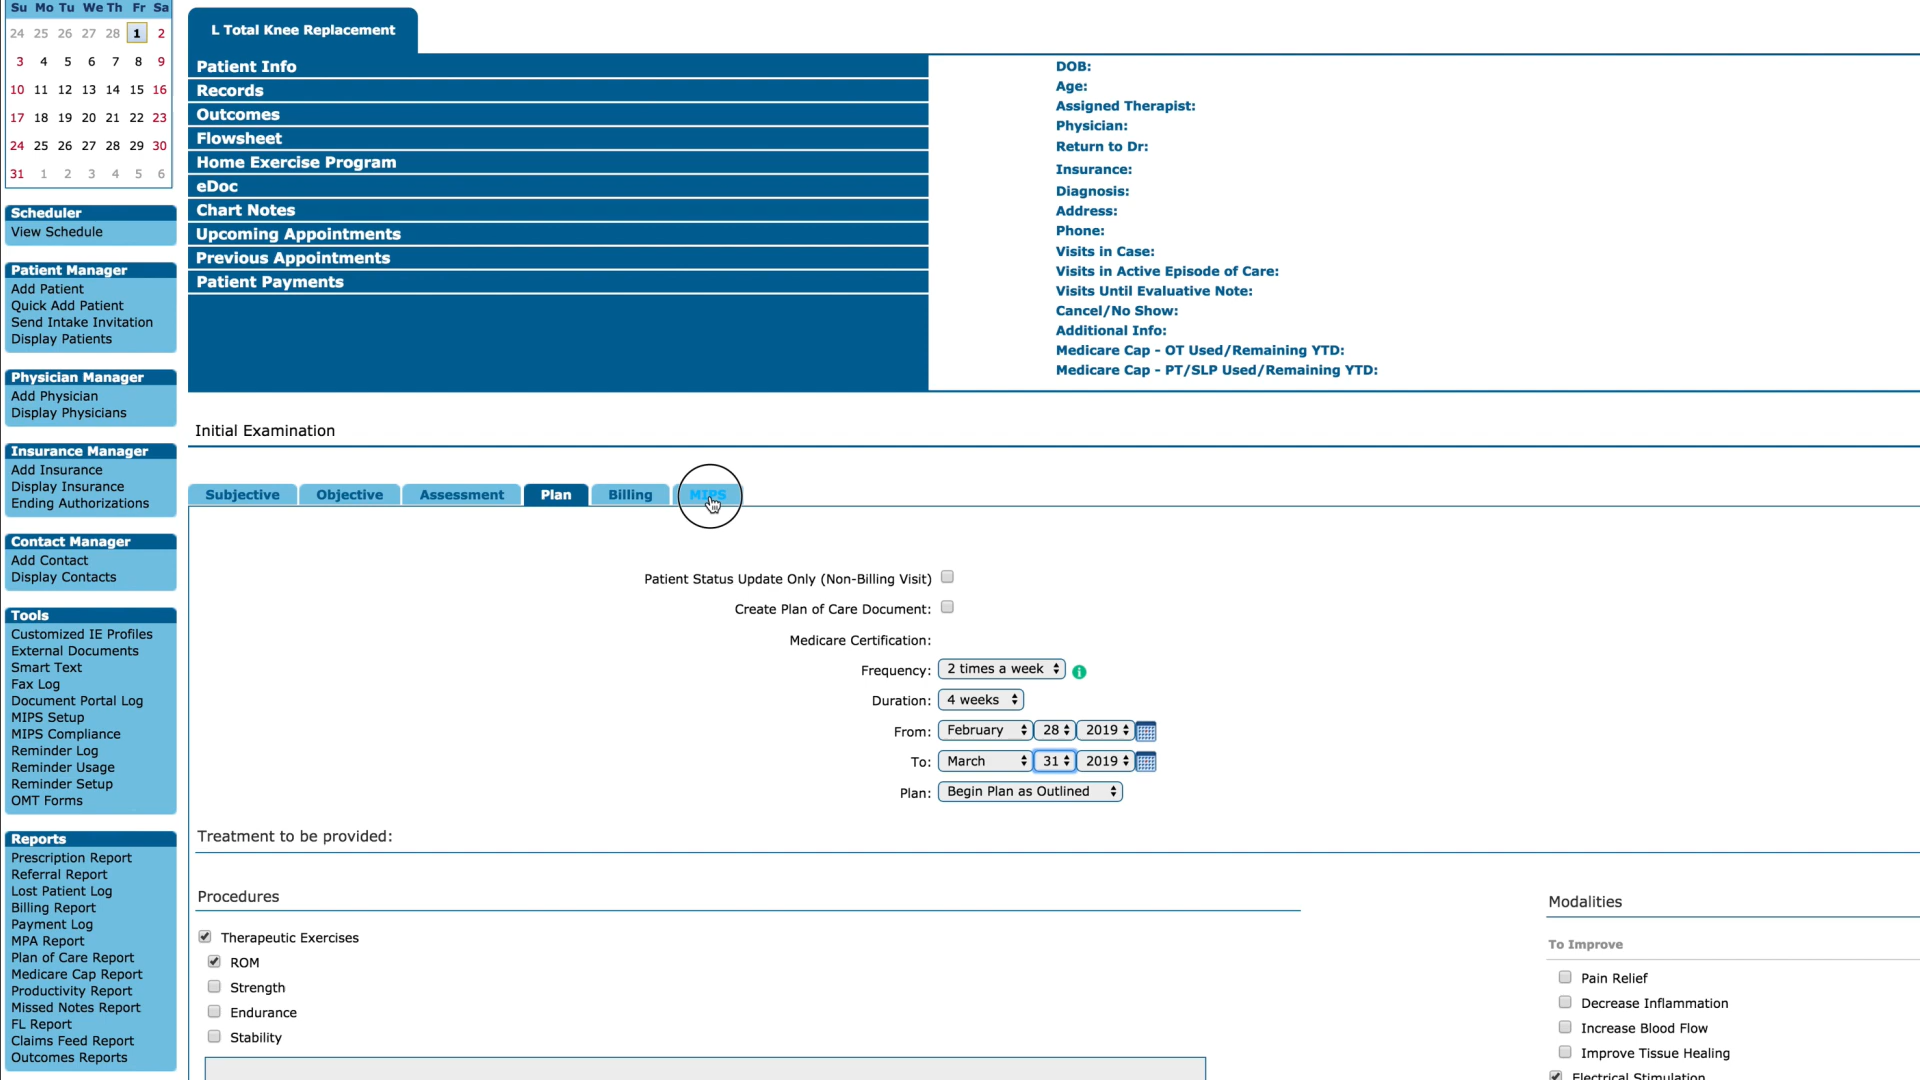 Su Mo Tu We Th Fr Sa
24 25 26 27 28 1 2
3 4 5 6 7 8 9
10 11 12 13 14 15 16
17 18 19 20 21 22 23
24 25 26 27 28 29 30
31 1 2 3 4 5 6
Scheduler
View Schedule
Patient Manager
Add Patient
Quick Add Patient
Send Intake Invitation
Display Patients
Physician Manager
Add Physician
Display Physicians
Insurance Manager
Add Insurance
Display Insurance
Ending Authorizations
Contact Manager
Add Contact
Display Contacts
Tools
Customized IE Profiles
External Documents
Smart Text
Fax Log
Document Portal Log
MIPS Setup
MIPS Compliance
Reminder Log
Reminder Usage
Reminder Setup
OMT Forms
Reports
Prescription Report
Referral Report
Lost Patient Log
Billing Report
Payment Log
MPA Report
Plan of Care Report
Medicare Cap Report
Productivity Report
Missed Notes Report
FL Report
Claims Feed Report
Outcomes Reports
L Total Knee Replacement
Patient Info
Records
Outcomes
Flowsheet
Home Exercise Program
eDoc
Chart Notes
Upcoming Appointments
Previous Appointments
Patient Payments
DOB:
Age:
Assigned Therapist:
Physician:
Return to Dr:
Insurance:
Diagnosis:
Address:
Phone:
Visits in Case:
Visits in Active Episode of Care:
Visits Until Evaluative Note:
Cancel/No Show:
Additional Info:
Medicare Cap - OT Used/Remaining YTD:
Medicare Cap - PT/SLP Used/Remaining YTD:
Initial Examination
Subjective Objective Assessment Plan Billing MIPS
Patient Status Update Only (Non-Billing Visit)
Create Plan of Care Document:
Medicare Certification:
Frequency: 2 times a week
Duration: 4 weeks
From: February 28 2019
To: March 31 2019
Plan: Begin Plan as Outlined
Treatment to be provided:
Procedures
Therapeutic Exercises
ROM
Strength
Endurance
Stability
Modalities
To Improve
Pain Relief
Decrease Inflammation
Increase Blood Flow
Improve Tissue Healing
Electrical Stimulation